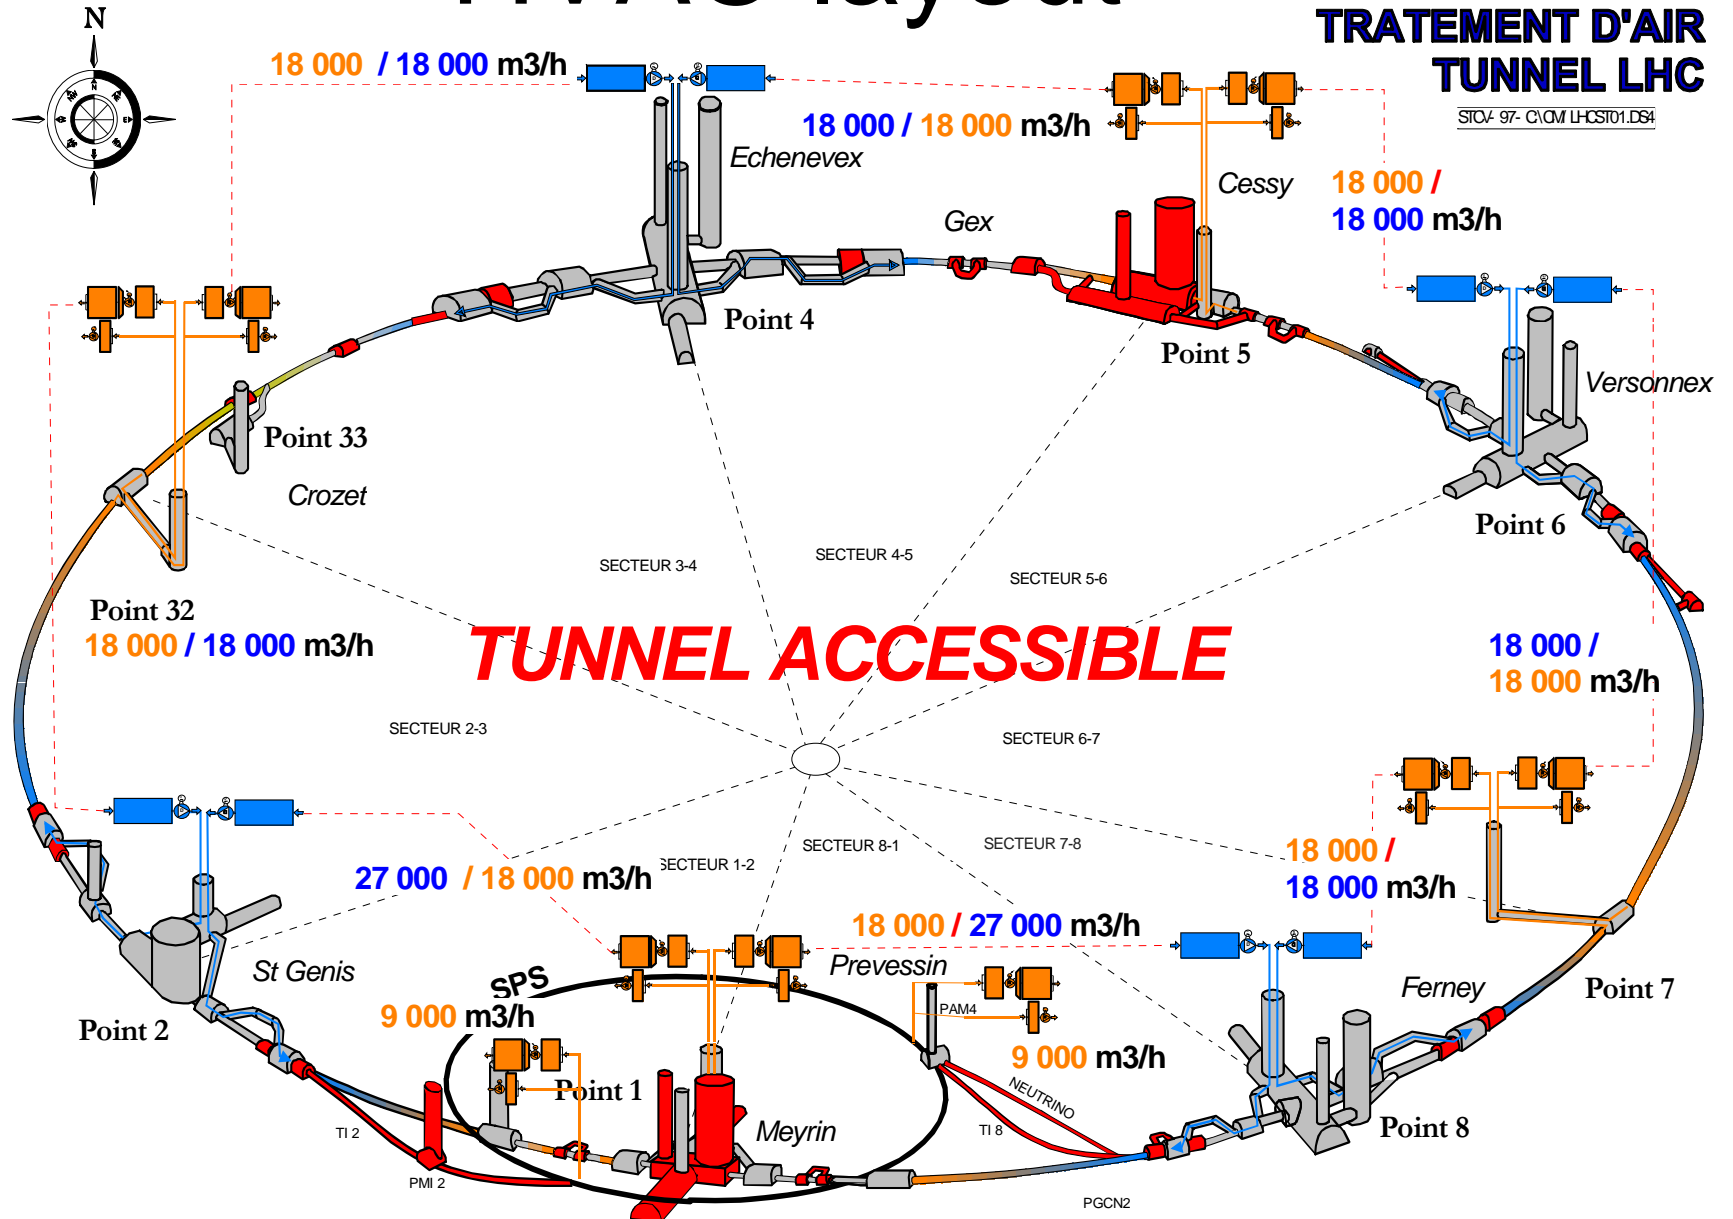 HVAC layout
TRATEMENT D'AIR
TUNNEL LHC
N
18 000 / 18 000 m3/h
18 000 / 18 000 m3/h
Echenevex
Cessy
18 000 /
18 000 m3/h
Gex
Point 4
Point 5
Versonnex
Point 33
Crozet
Point 6
SECTEUR 3-4
SECTEUR 4-5
SECTEUR 5-6
Point 32
18 000 / 18 000 m3/h
TUNNEL ACCESSIBLE
18 000 /
18 000 m3/h
SECTEUR 2-3
SECTEUR 6-7
SECTEUR 1-2
SECTEUR 8-1
SECTEUR 7-8
18 000 /
18 000 m3/h
27 000 / 18 000 m3/h
18 000 / 27 000 m3/h
St Genis
SPS
Prevessin
Ferney
Point 7
Point 2
9 000 m3/h
PAM4
9 000 m3/h
Point 1
NEUTRINO
Meyrin
TI 2
TI 8
Point 8
PMI 2
PGCN2